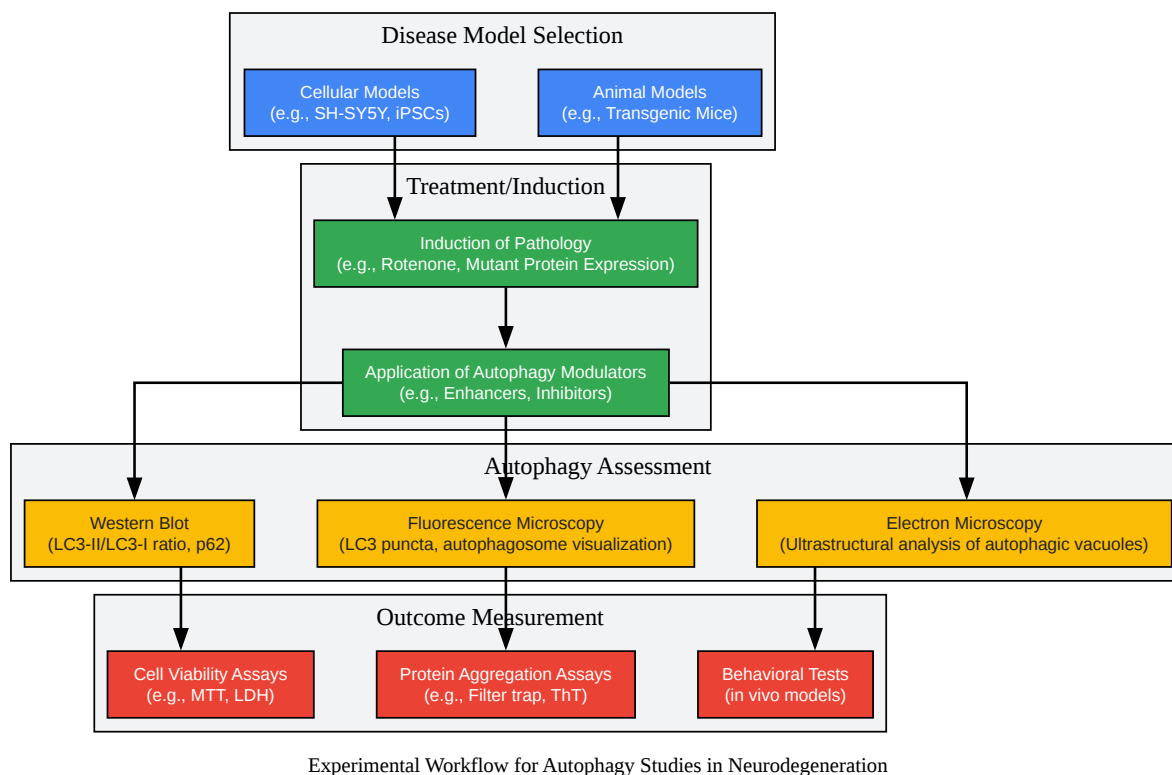 Disease Model Selection
Cellular Models
(e.g., SH-SY5Y, iPSCs)
Animal Models
(e.g., Transgenic Mice)
Treatment/Induction
Induction of Pathology
(e.g., Rotenone, Mutant Protein Expression)
Application of Autophagy Modulators
(e.g., Enhancers, Inhibitors)
Autophagy Assessment
Western Blot
(LC3-II/LC3-I ratio, p62)
Fluorescence Microscopy
(LC3 puncta, autophagosome visualization)
Electron Microscopy
(Ultrastructural analysis of autophagic vacuoles)
Outcome Measurement
Cell Viability Assays
(e.g., MTT, LDH)
Protein Aggregation Assays
(e.g., Filter trap, ThT)
Behavioral Tests
(in vivo models)
Experimental Workflow for Autophagy Studies in Neurodegeneration